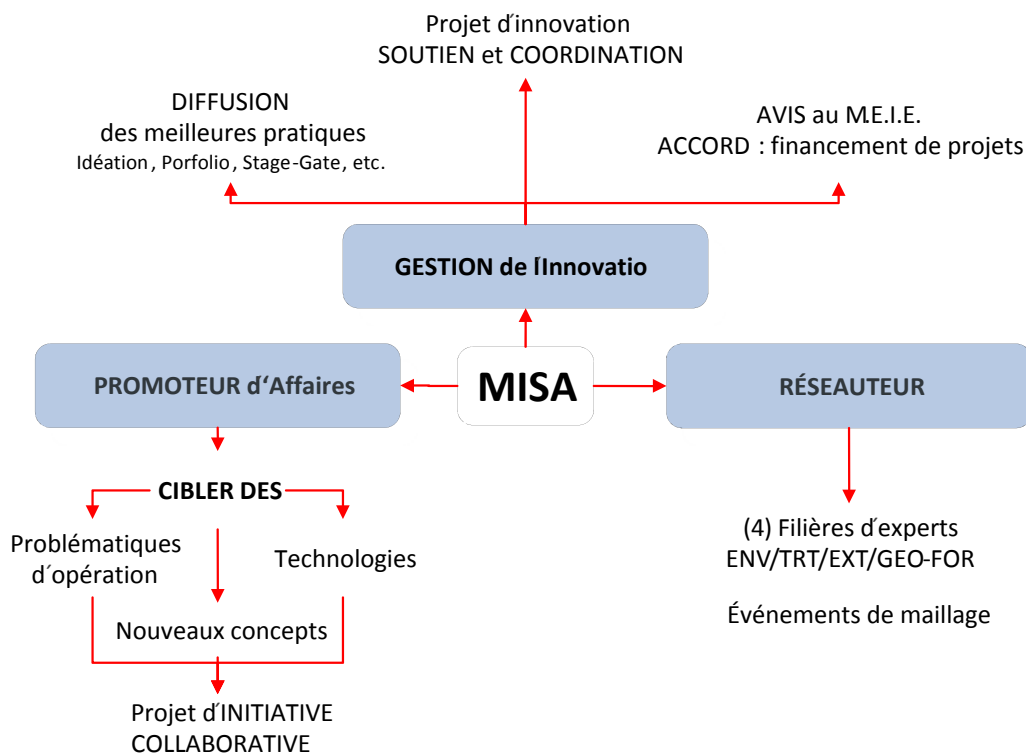 Projet d'innovation
SOUTIEN et COORDINATION
DIFFUSION
des meilleures pratiques
Idéation, Porfolio, Stage-Gate, etc.
AVIS au M.E.I.E.
ACCORD : financement de projets
GESTION de l'Innovatio
PROMOTEUR d‘Affaires
MISA
RÉSEAUTEUR
CIBLER DES
Problématiques
d'opération
Technologies
Nouveaux concepts
Projet d'INITIATIVE
COLLABORATIVE
(4) Filières d'experts
ENV/TRT/EXT/GEO-FOR
Événements de maillage